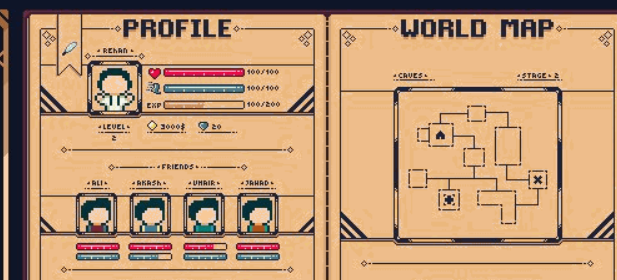 PROFILE
REHAN
100/100
100/100
EXP 100/200
LEVEL
2
3000$
20
FRIENDS
ALI
AKASH
UMAIR
JAWAD
WORLD MAP
CAVES
STAGE 2